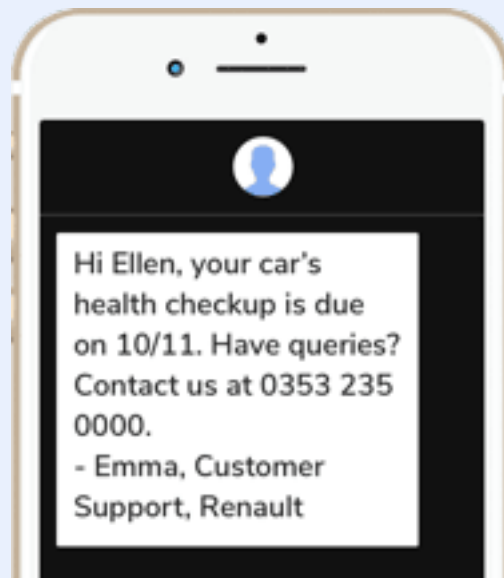 Hi Ellen, your car’s
health checkup is due
on 10/11. Have queries?
Contact us at 0353 235
0000.
- Emma, Customer
Support, Renault